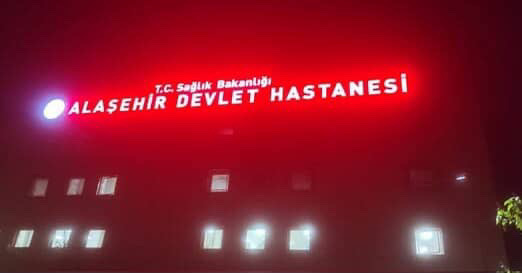 T.C. Sağlık Bakanlığı
ALAŞEHİR DEVLET HASTANESİ